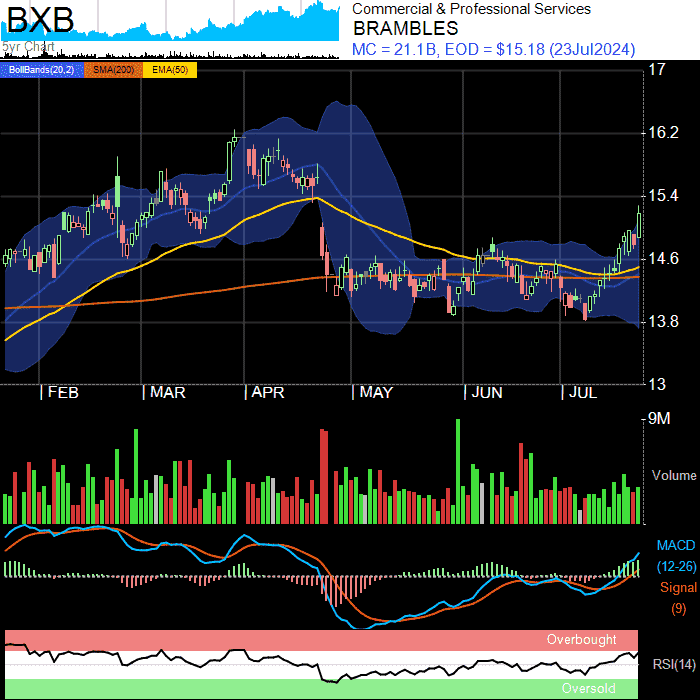 BXB
5yr Chart
Commercial & Professional Services
BRAMBLES
MC = 21.1B, EOD = $15.18 (23Jul2024)
BollBands(20,2) SMA(200) EMA(50)
17
16.2
15.4
14.6
13.8
13
FEB MAR APR MAY JUN JUL
9M
Volume
MACD
(12-26)
Signal
(9)
Overbought
RSI(14)
Oversold